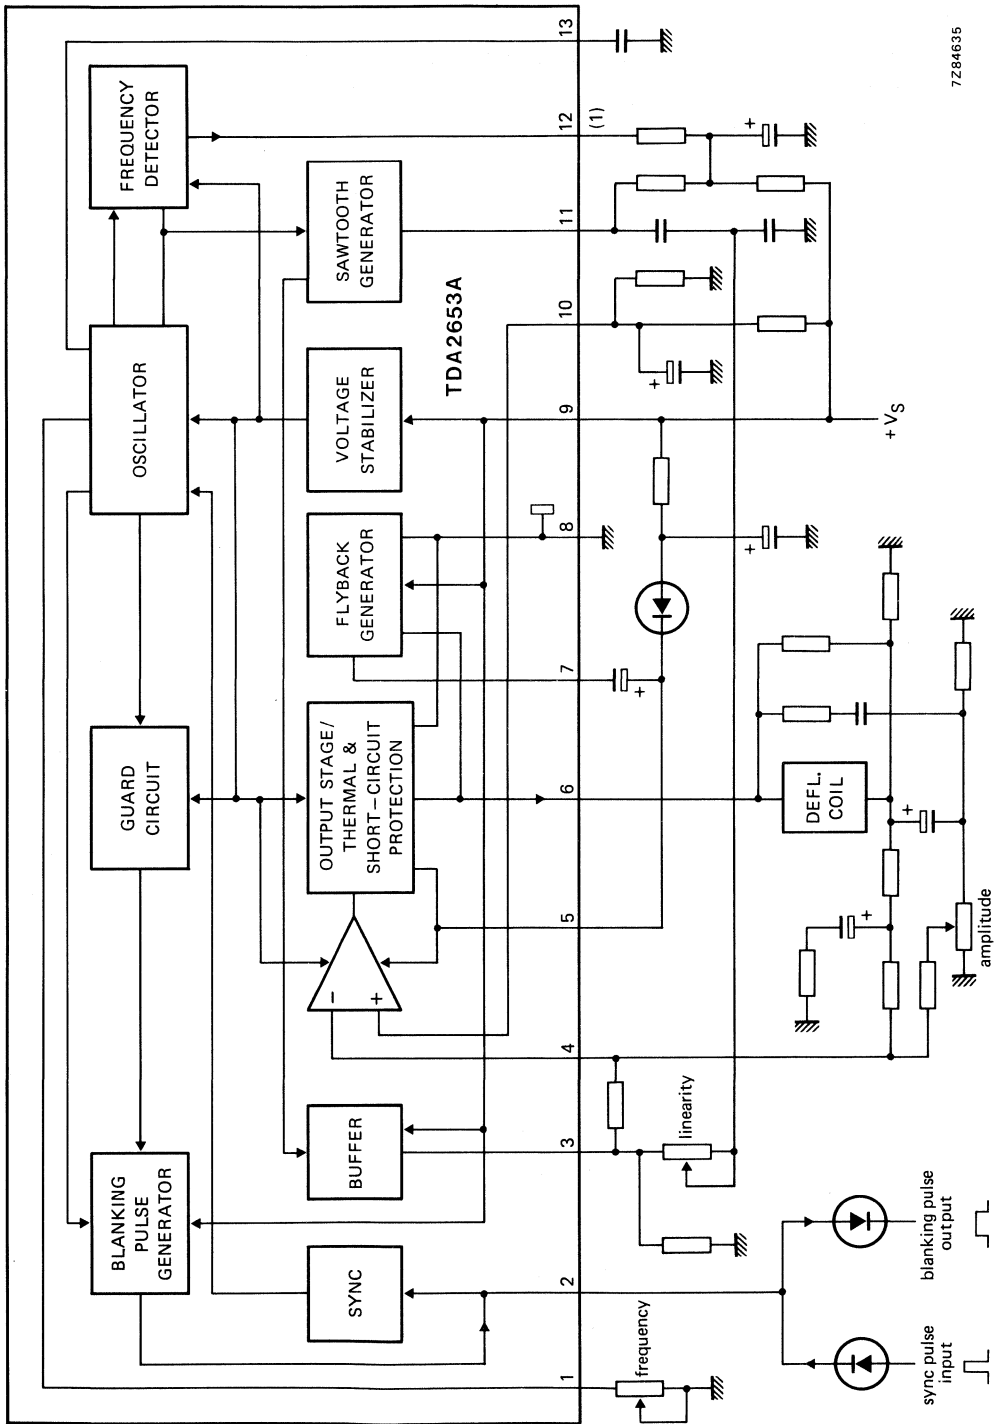 FREQUENCY
DETECTOR
OSCILLATOR
GUARD
CIRCUIT
BLANKING
PULSE
GENERATOR
SAWTOOTH
GENERATOR
VOLTAGE
STABILIZER
FLYBACK
GENERATOR
OUTPUT STAGE/
THERMAL &
SHORT-CIRCUIT
PROTECTION
−
+
BUFFER
SYNC
TDA2653A
1
2
3
4
5
6
7
8
9
10
11
12
13
(1)
+
+
+
+
+
+
+VS
DEFL.
COIL
amplitude
linearity
frequency
blanking pulse
output
sync pulse
input
7Z84635